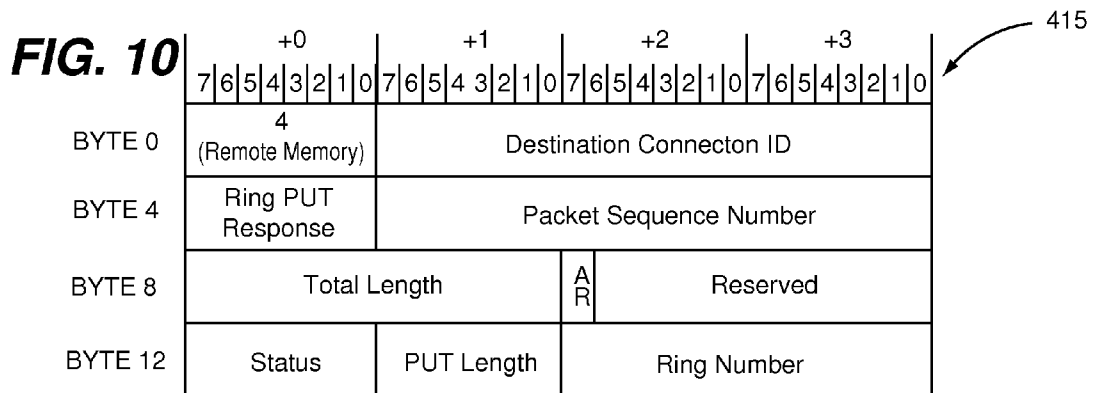 415
FIG. 10
+0 +1 +2 +3
7 6 5 4 3 2 1 0 7 6 5 4 3 2 1 0 7 6 5 4 3 2 1 0 7 6 5 4 3 2 1 0
BYTE 0
4
(Remote Memory)
Destination Connecton ID
BYTE 4
Ring PUT
Response
Packet Sequence Number
BYTE 8
Total Length
A
R
Reserved
BYTE 12
Status
PUT Length
Ring Number